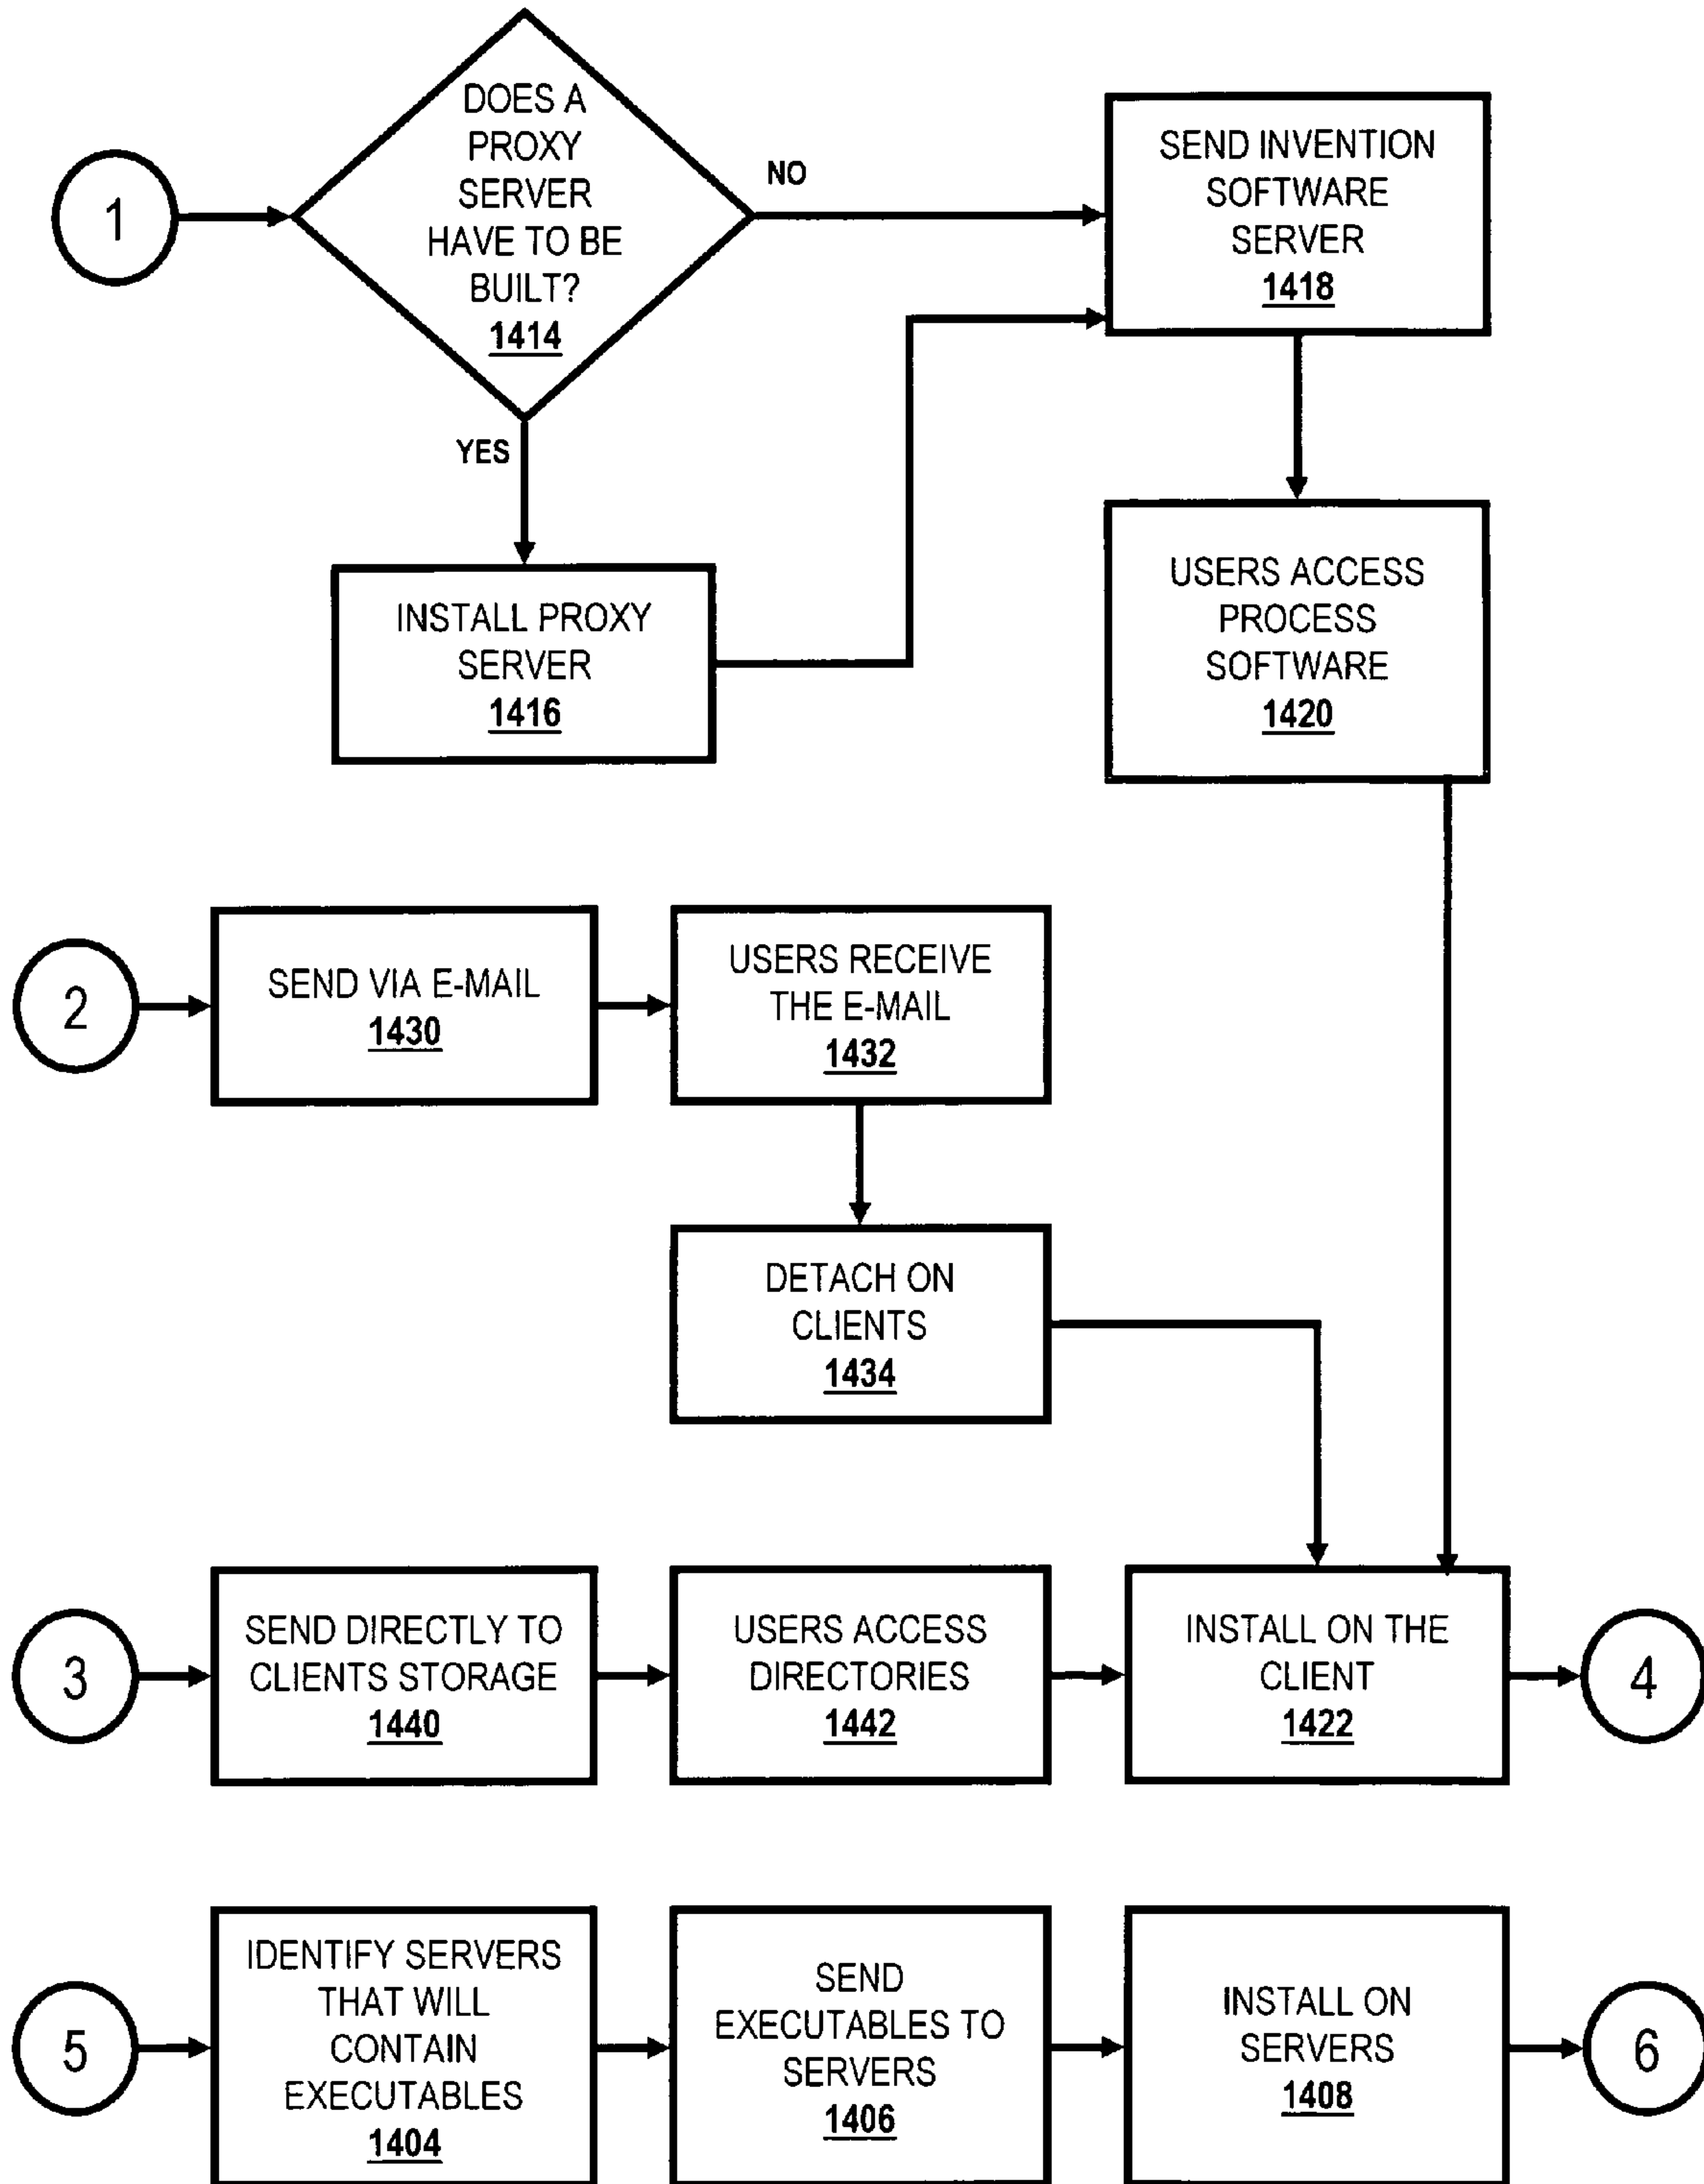 1
DOES A
PROXY
SERVER
HAVE TO BE
BUILT?
1414
NO
YES
SEND INVENTION
SOFTWARE
SERVER
1418
INSTALL PROXY
SERVER
1416
USERS ACCESS
PROCESS
SOFTWARE
1420
2
SEND VIA E-MAIL
1430
USERS RECEIVE
THE E-MAIL
1432
DETACH ON
CLIENTS
1434
3
SEND DIRECTLY TO
CLIENTS STORAGE
1440
USERS ACCESS
DIRECTORIES
1442
INSTALL ON THE
CLIENT
1422
4
5
IDENTIFY SERVERS
THAT WILL
CONTAIN
EXECUTABLES
1404
SEND
EXECUTABLES TO
SERVERS
1406
INSTALL ON
SERVERS
1408
6